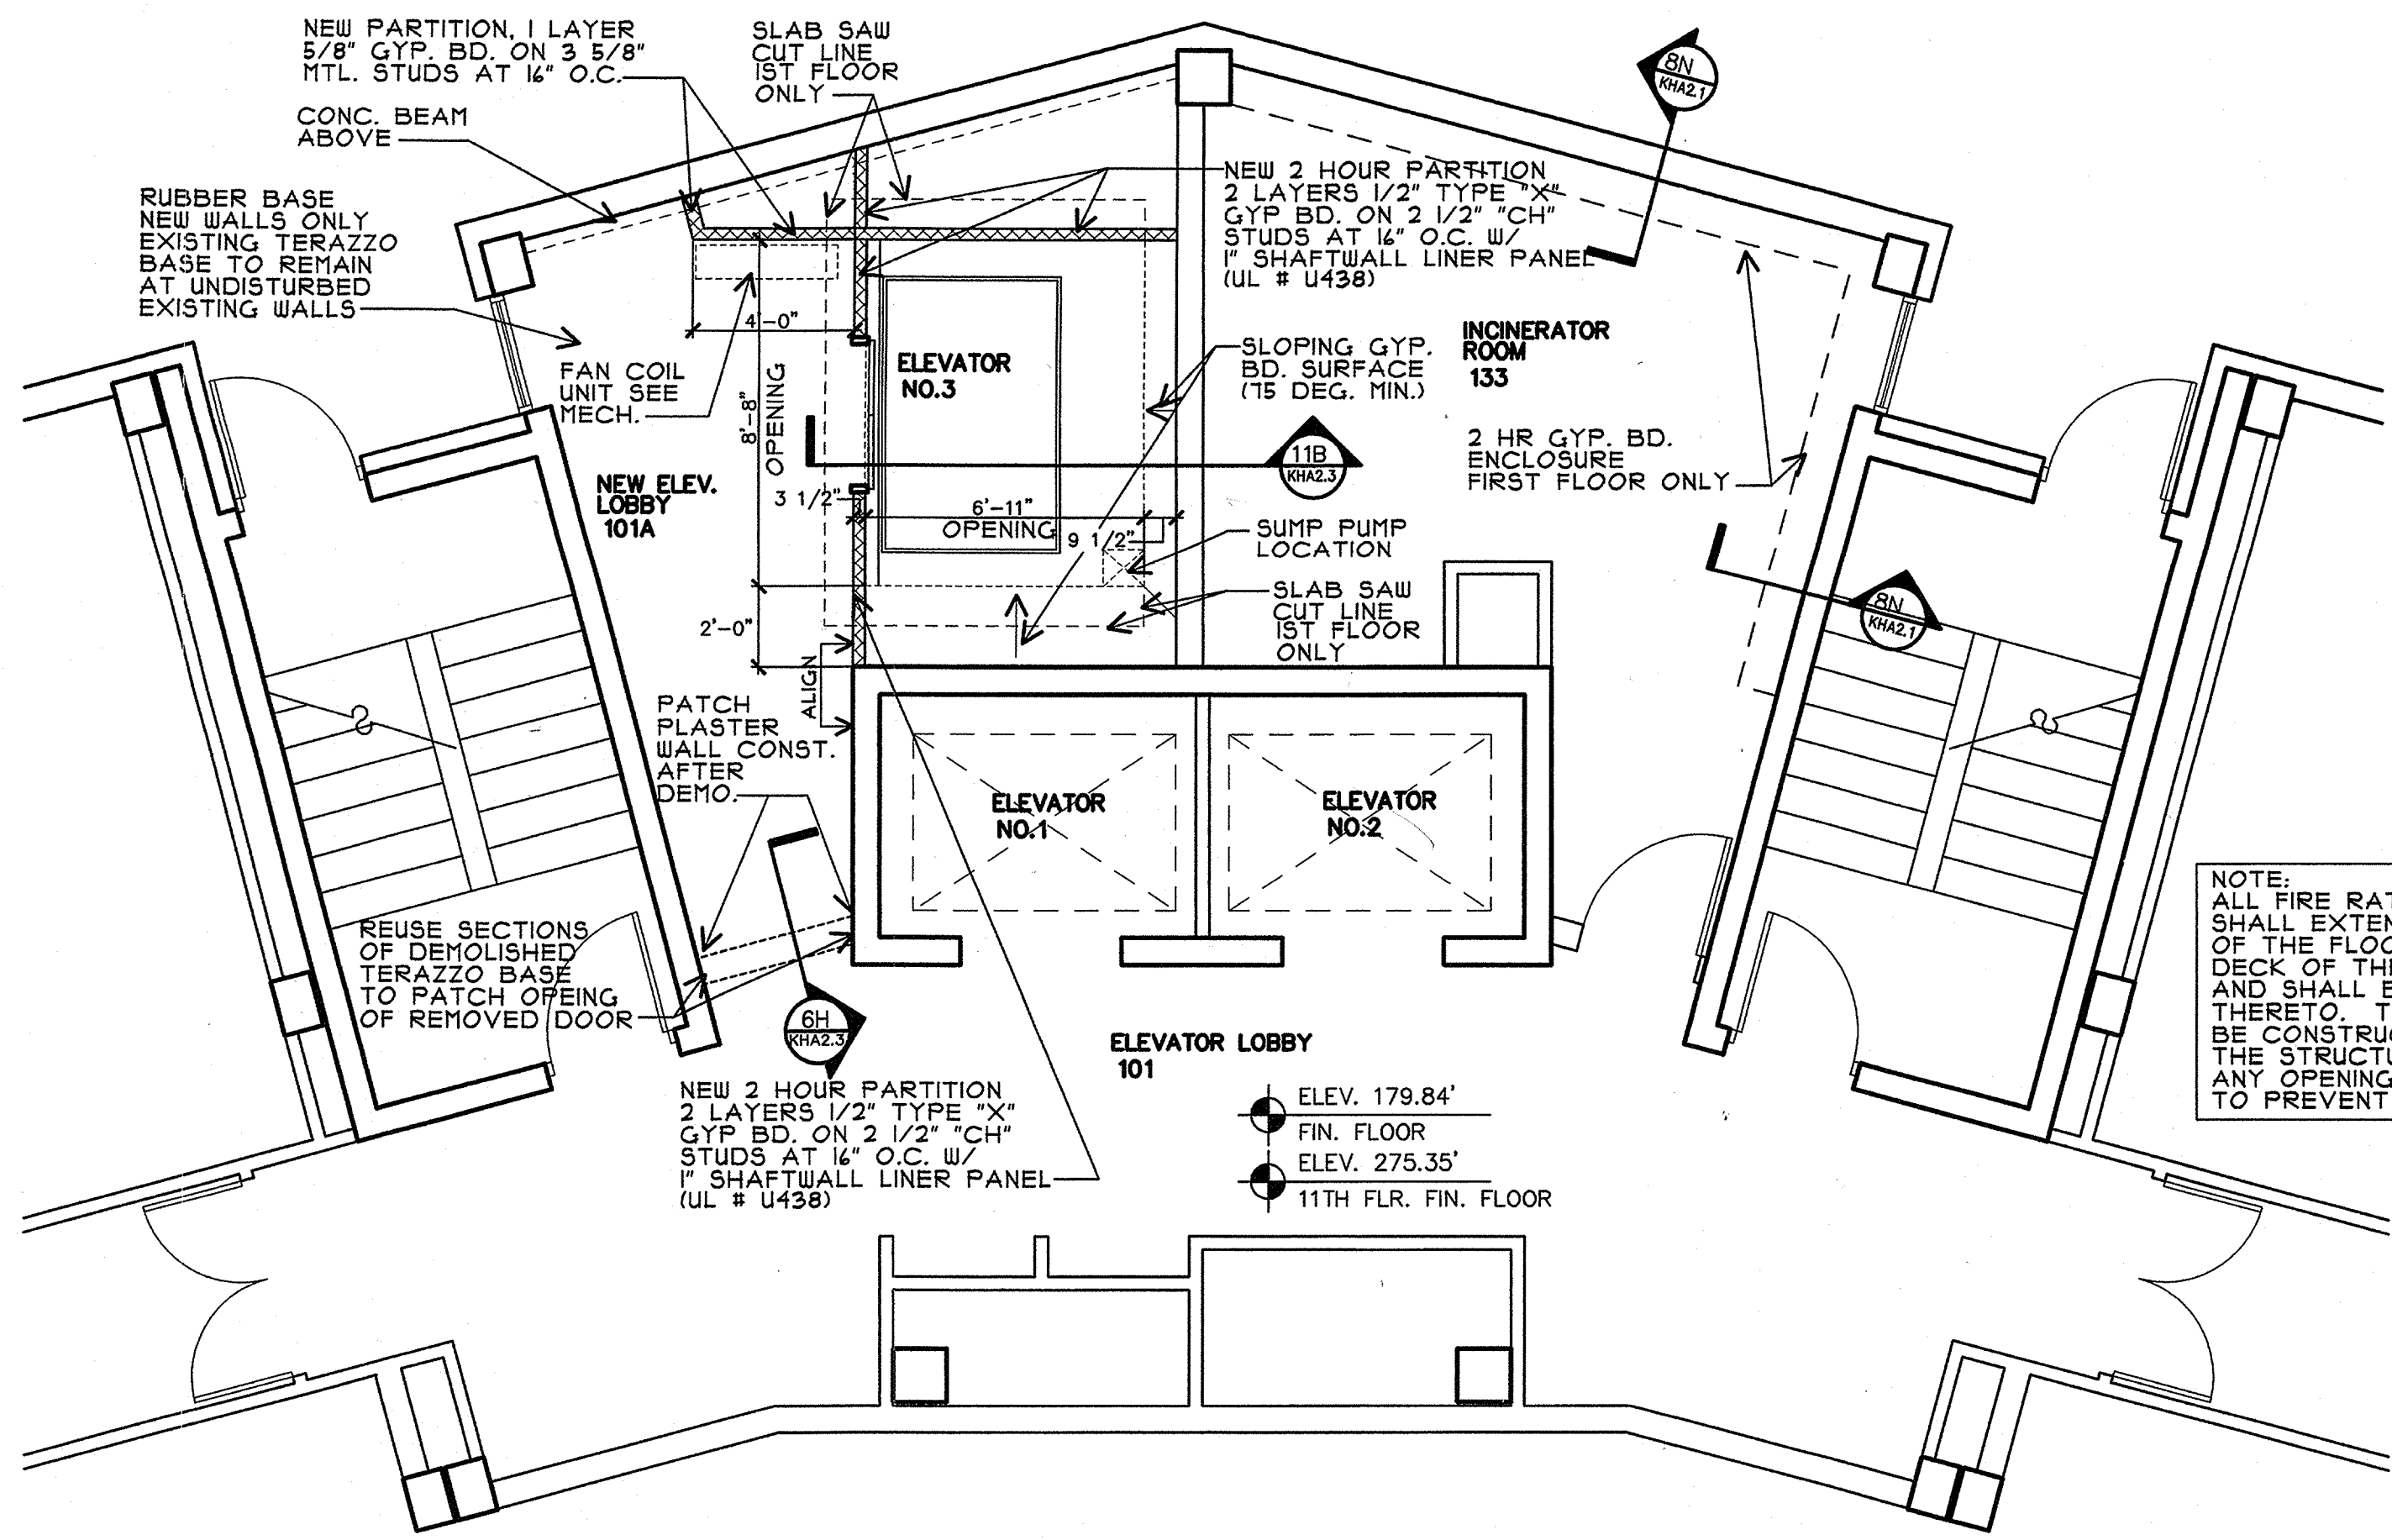 NEW PARTITION, 1 LAYER
5/8" GYP. BD. ON 3 5/8"
MTL. STUDS AT 16" O.C.
SLAB SAW
CUT LINE
1ST FLOOR
ONLY
8N
KHA2.1
CONC. BEAM
ABOVE
RUBBER BASE
NEW WALLS ONLY
EXISTING TERAZZO
BASE TO REMAIN
AT UNDISTURBED
EXISTING WALLS
NEW 2 HOUR PARTITION
2 LAYERS 1/2" TYPE "X"
GYP BD. ON 2 1/2" "CH"
STUDS AT 16" O.C. W/
1" SHAFTWALL LINER PANEL
(UL # U438)
4'-0"
FAN COIL
UNIT SEE
MECH.
8'-8"
OPENING
ELEVATOR
NO.3
SLOPING GYP.
BD. SURFACE
(75 DEG. MIN.)
INCINERATOR
ROOM
133
11B
KHA2.3
2 HR GYP. BD.
ENCLOSURE
FIRST FLOOR ONLY
NEW ELEV.
LOBBY
101A
3 1/2"
6'-11"
OPENING
9 1/2"
SUMP PUMP
LOCATION
SLAB SAW
CUT LINE
1ST FLOOR
ONLY
8N
KHA2.1
2'-0"
ALIGN
S
S
PATCH
PLASTER
WALL CONST.
AFTER
DEMO.
ELEVATOR
NO.1
ELEVATOR
NO.2
REUSE SECTIONS
OF DEMOLISHED
TERAZZO BASE
TO PATCH OPEING
OF REMOVED DOOR
6H
KHA2.3
NOTE:
ALL FIRE RAT
SHALL EXTEN
OF THE FLOO
DECK OF TH
AND SHALL B
THERETO. T
BE CONSTRUC
THE STRUCTU
ANY OPENING
TO PREVENT
ELEVATOR LOBBY
101
NEW 2 HOUR PARTITION
2 LAYERS 1/2" TYPE "X"
GYP BD. ON 2 1/2" "CH"
STUDS AT 16" O.C. W/
1" SHAFTWALL LINER PANEL
(UL # U438)
ELEV. 179.84'
FIN. FLOOR
ELEV. 275.35'
11TH FLR. FIN. FLOOR